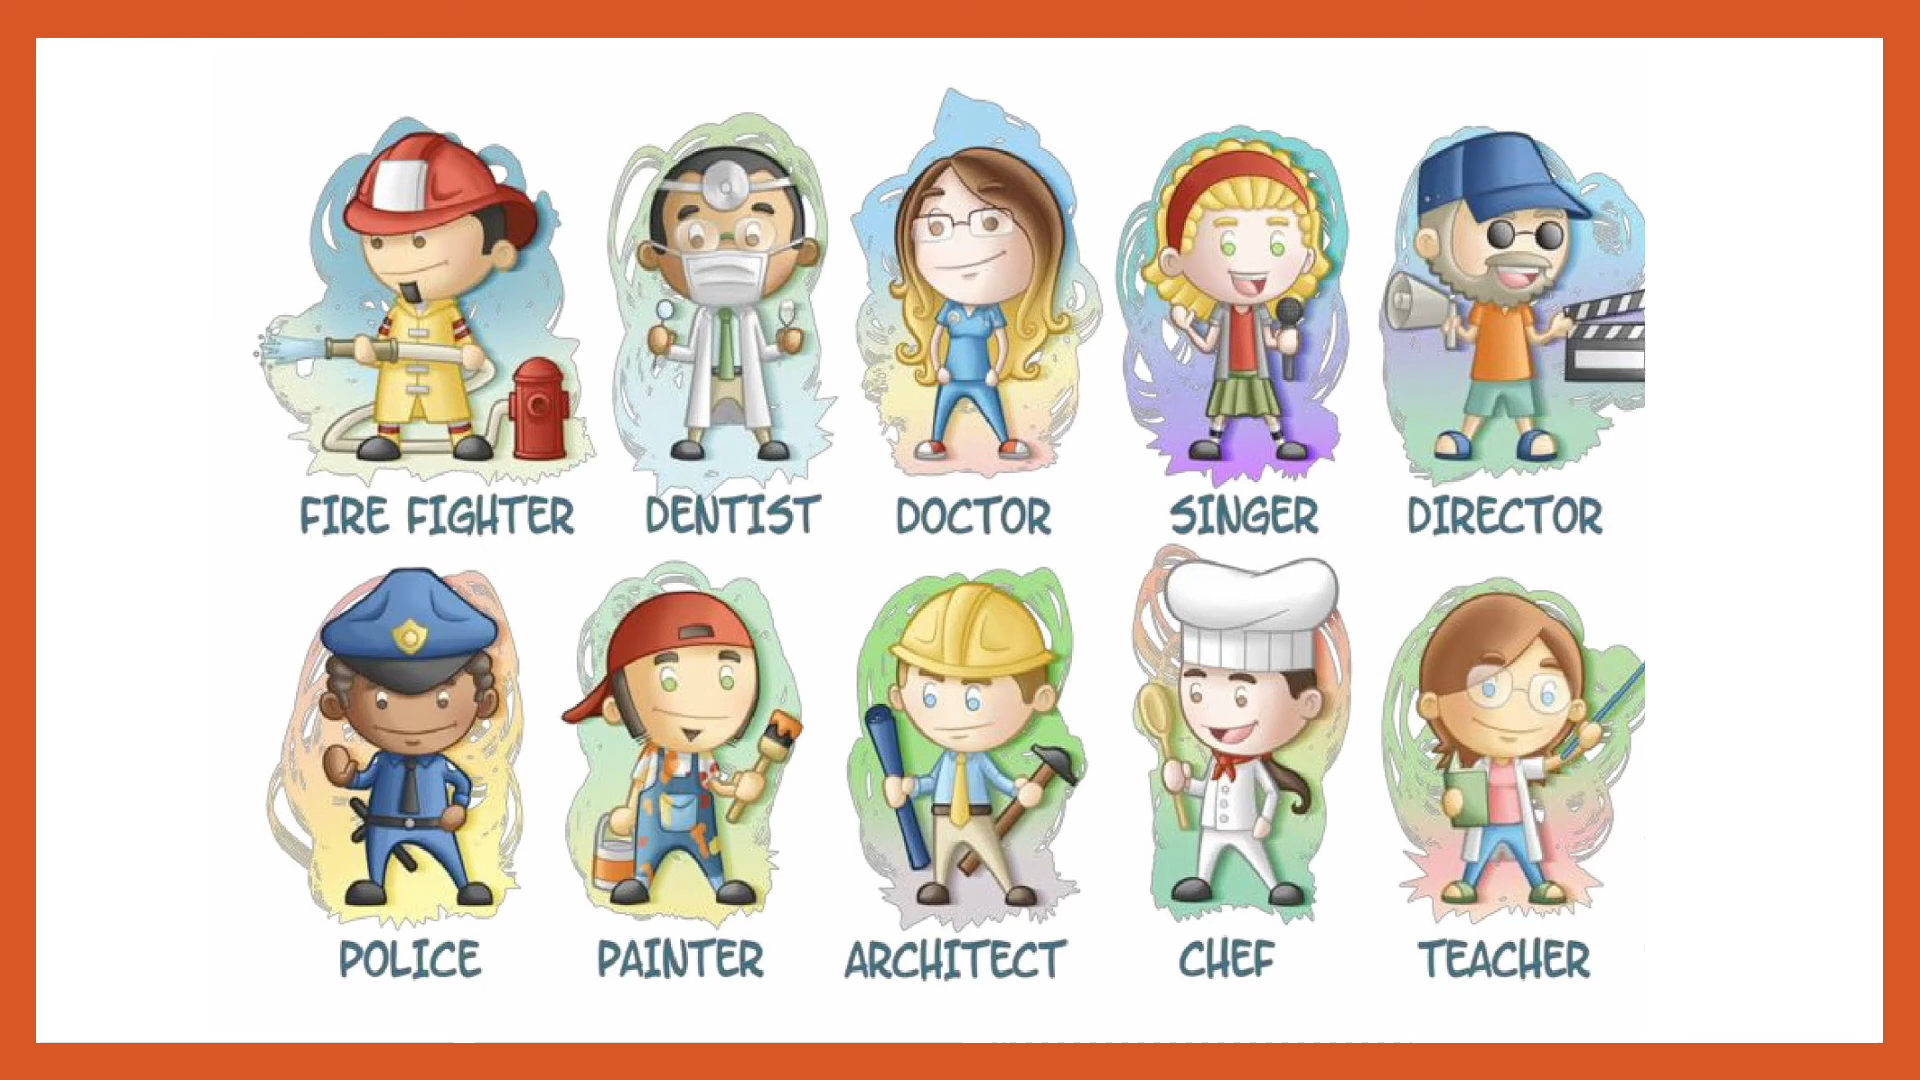 FIRE FIGHTER DENTIST DOCTOR SINGER DIRECTOR
POLICE PAINTER ARCHITECT CHEF TEACHER